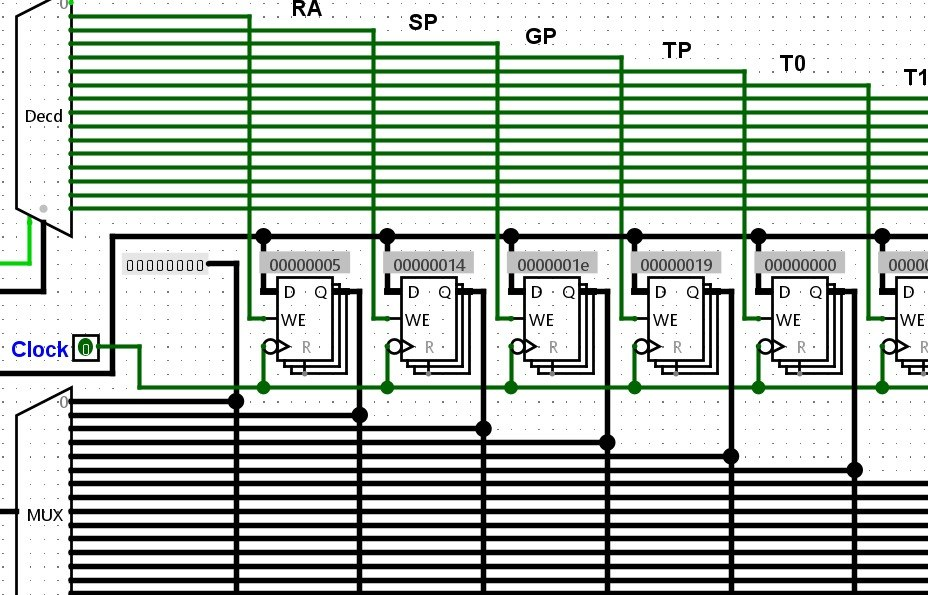 0
RA
SP
GP
TP
T0
T1
Decd
00000000
00000005
00000014
0000001e
00000019
00000000
D Q
D Q
D Q
D Q
D Q
D
WE
WE
WE
WE
WE
WE
Clock 0
R
R
R
R
R
R
0
MUX